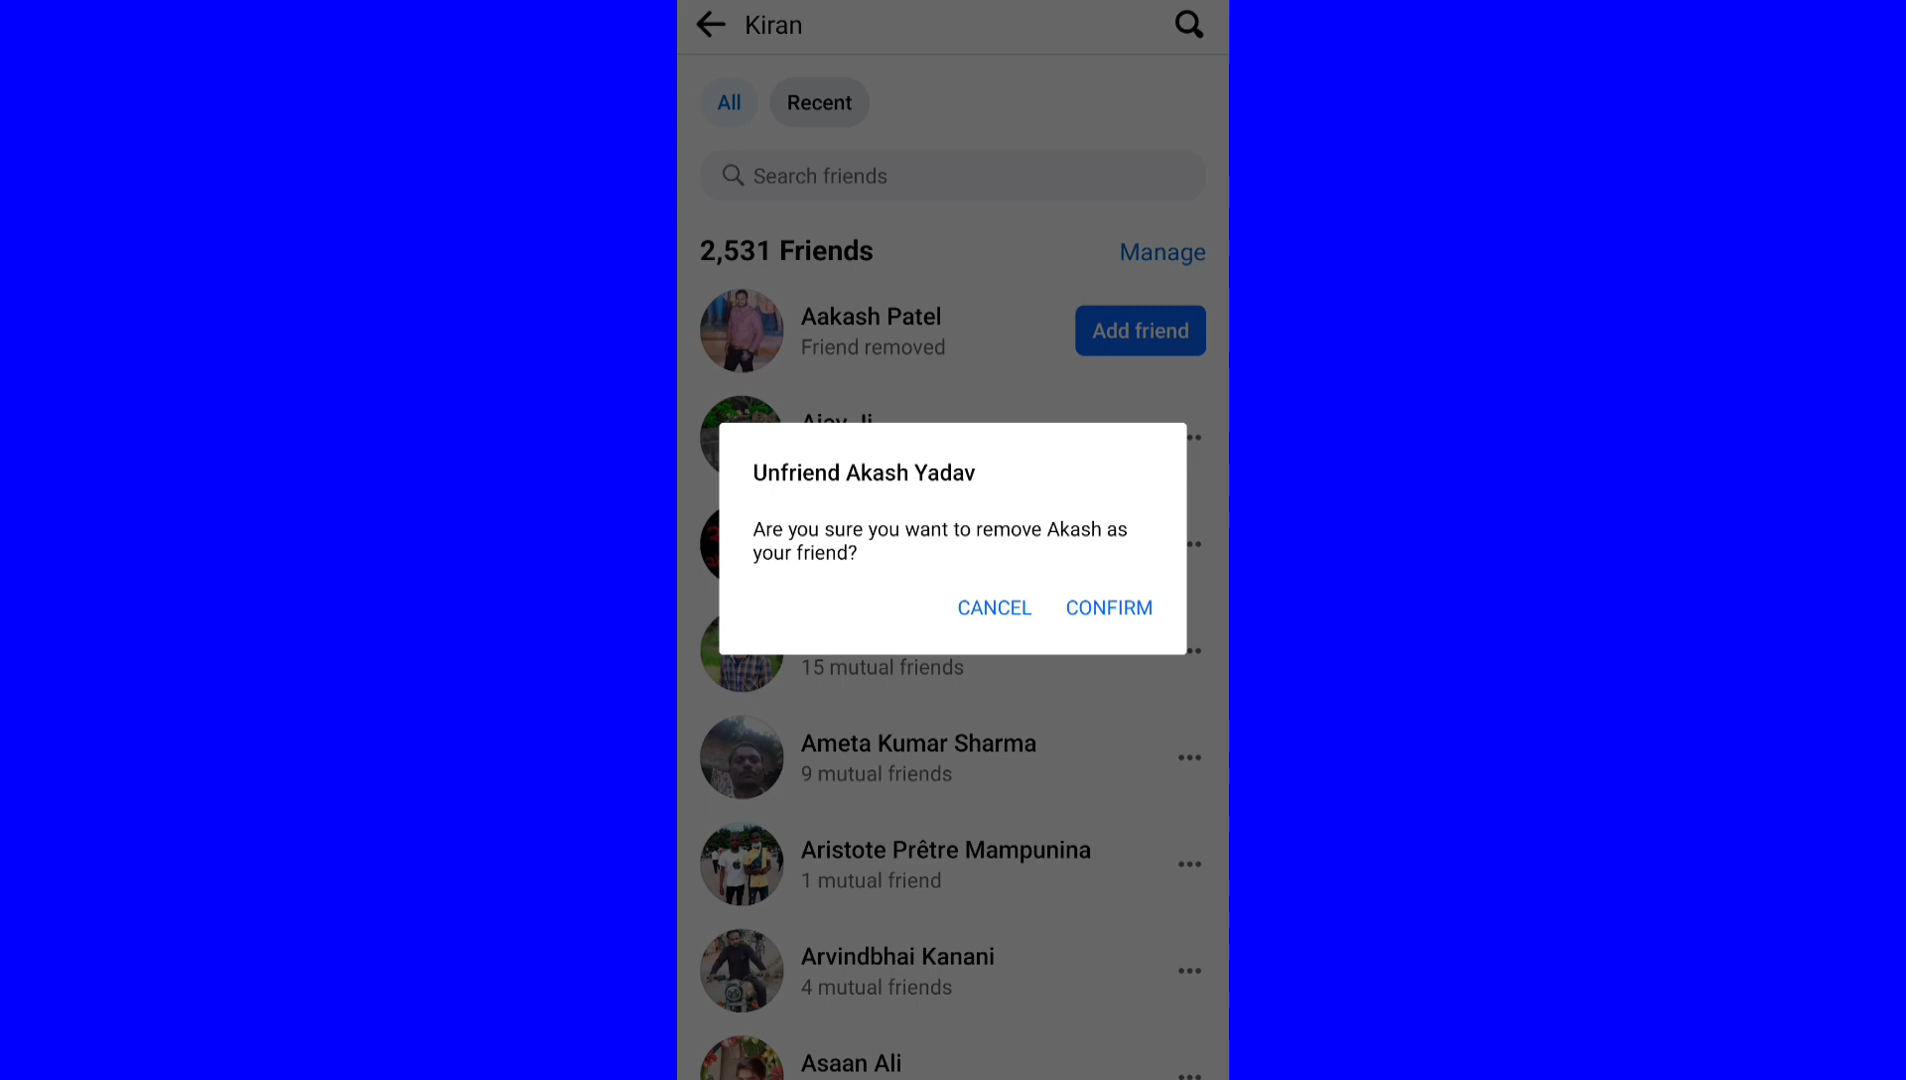 Kiran
All
Recent
Search friends
2,531 Friends
Manage
Aakash Patel
Friend removed
Add friend
Unfriend Akash Yadav
Are you sure you want to remove Akash as
your friend?
CANCEL
CONFIRM
15 mutual friends
Ameta Kumar Sharma
9 mutual friends
Aristote Prêtre Mampunina
1 mutual friend
Arvindbhai Kanani
4 mutual friends
Asaan Ali